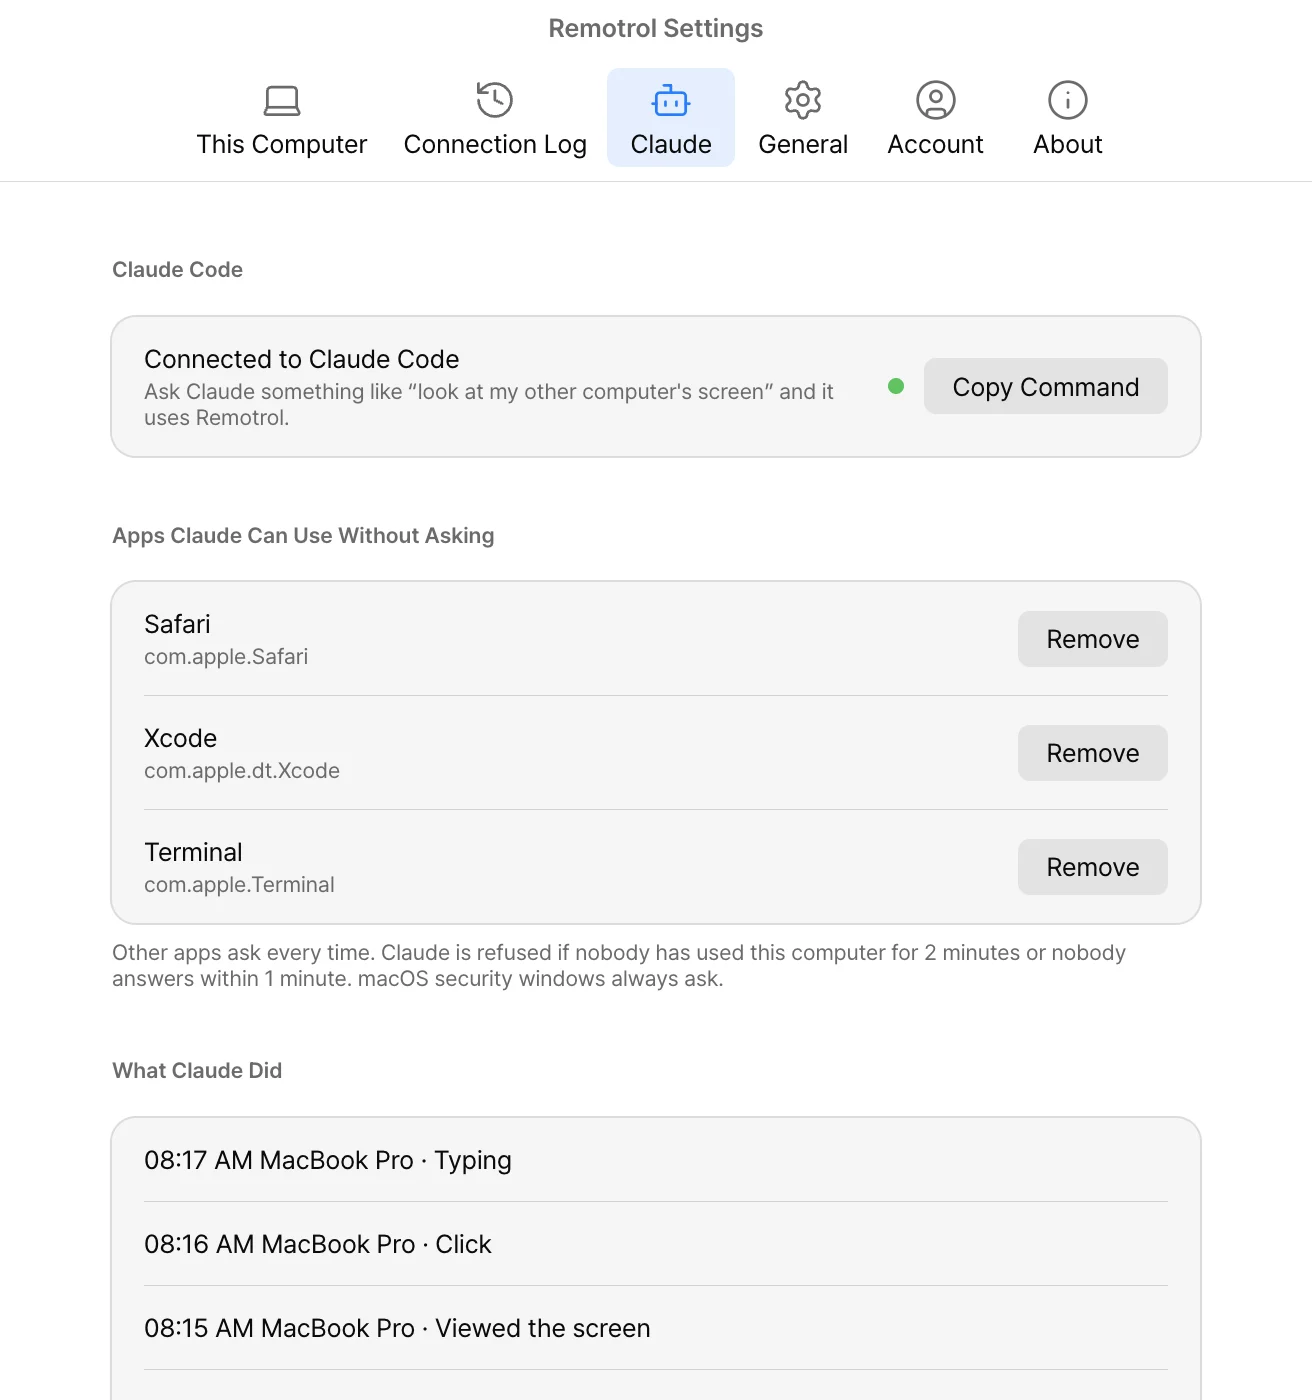 Remotrol Settings
This Computer
Connection Log
Claude
General
Account
About
Claude Code
Connected to Claude Code
Ask Claude something like “look at my other computer's screen” and it
uses Remotrol.
Copy Command
Apps Claude Can Use Without Asking
Safari
com.apple.Safari
Remove
Xcode
com.apple.dt.Xcode
Remove
Terminal
com.apple.Terminal
Remove
Other apps ask every time. Claude is refused if nobody has used this computer for 2 minutes or nobody
answers within 1 minute. macOS security windows always ask.
What Claude Did
08:17 AM MacBook Pro · Typing
08:16 AM MacBook Pro · Click
08:15 AM MacBook Pro · Viewed the screen